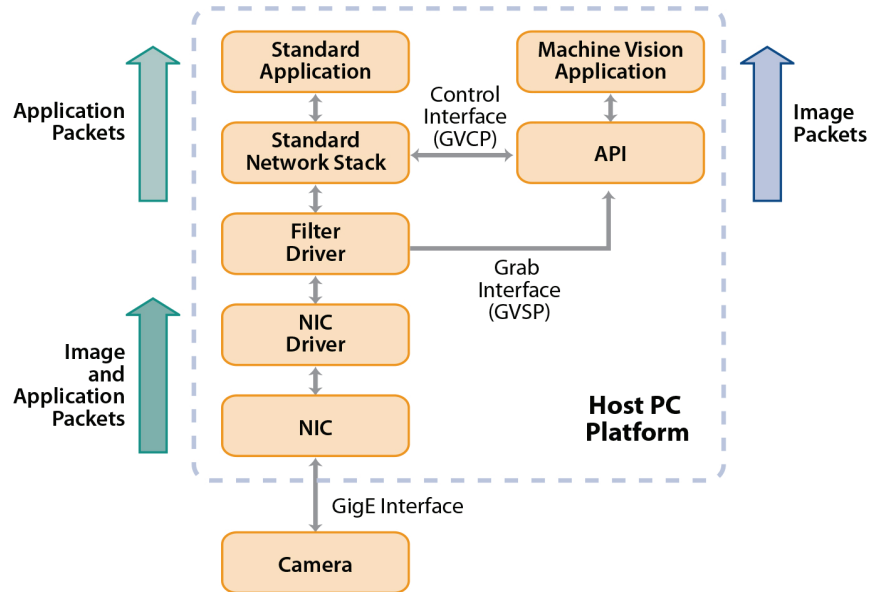 Standard
Application
Machine Vision
Application
Application
Packets
Control
Interface
(GVCP)
Image
Packets
Standard
Network Stack
API
Filter
Driver
Grab
Interface
(GVSP)
NIC
Driver
Image
and
Application
Packets
NIC
Host PC
Platform
GigE Interface
Camera